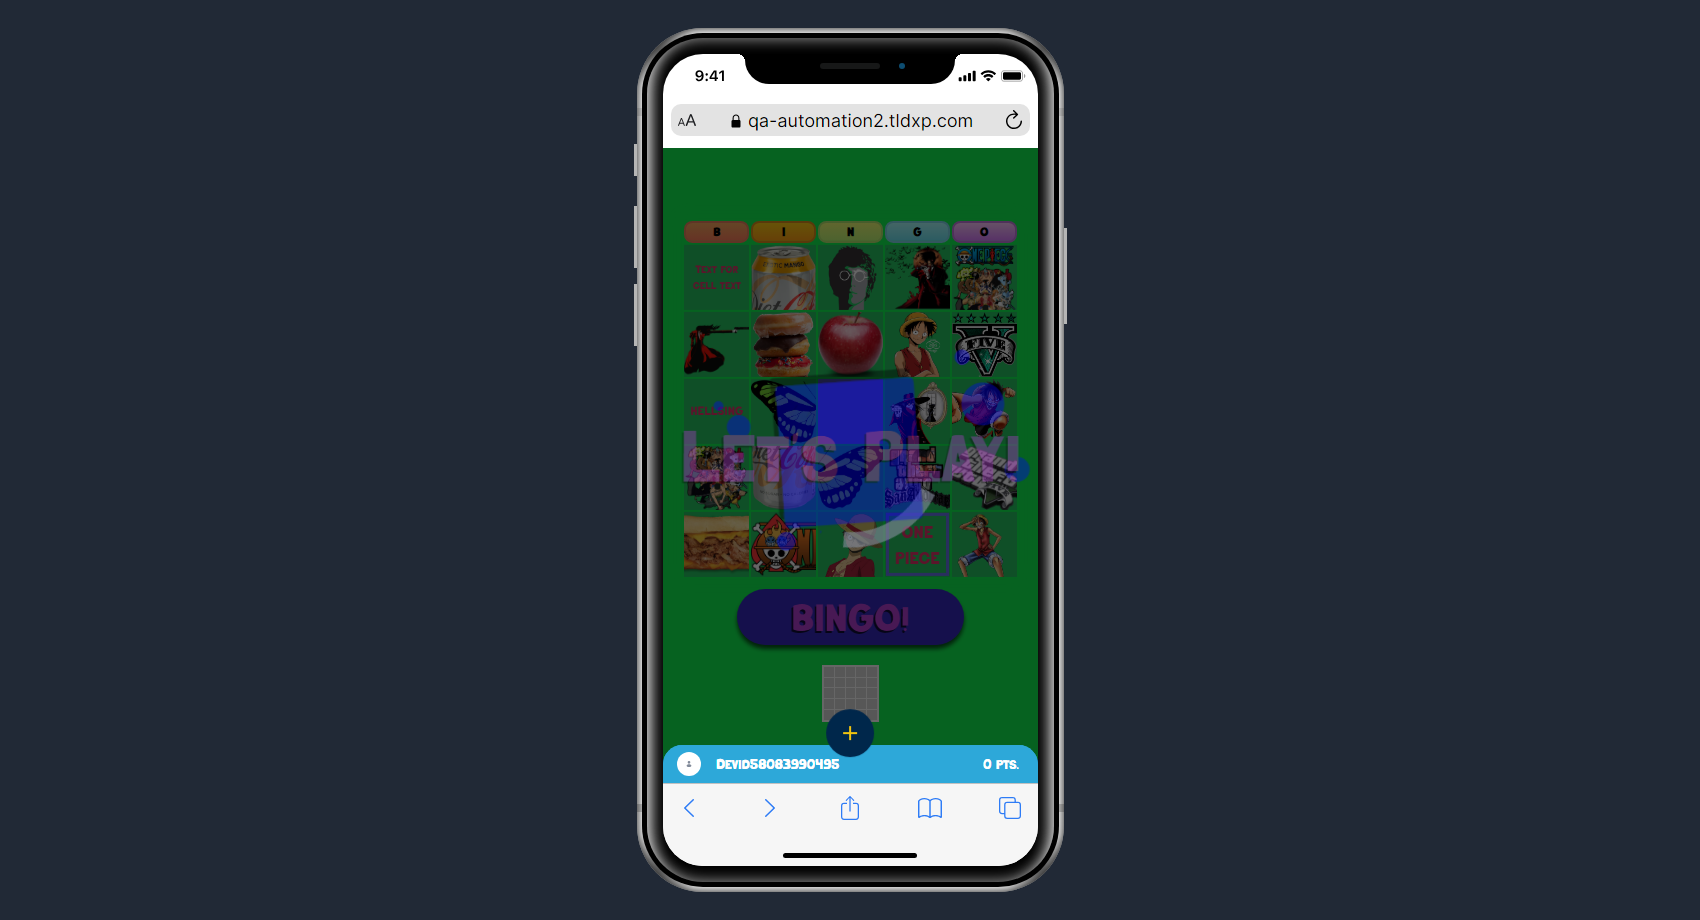 9:41
AA
qa-automation2.tldxp.com
B I N G O
TEXT FOR
CELL TEXT
FIVE
HELLSING
LET'S PLAY!
ONE
PIECE
BINGO!
+
DEVID58083990495
0 PTS.